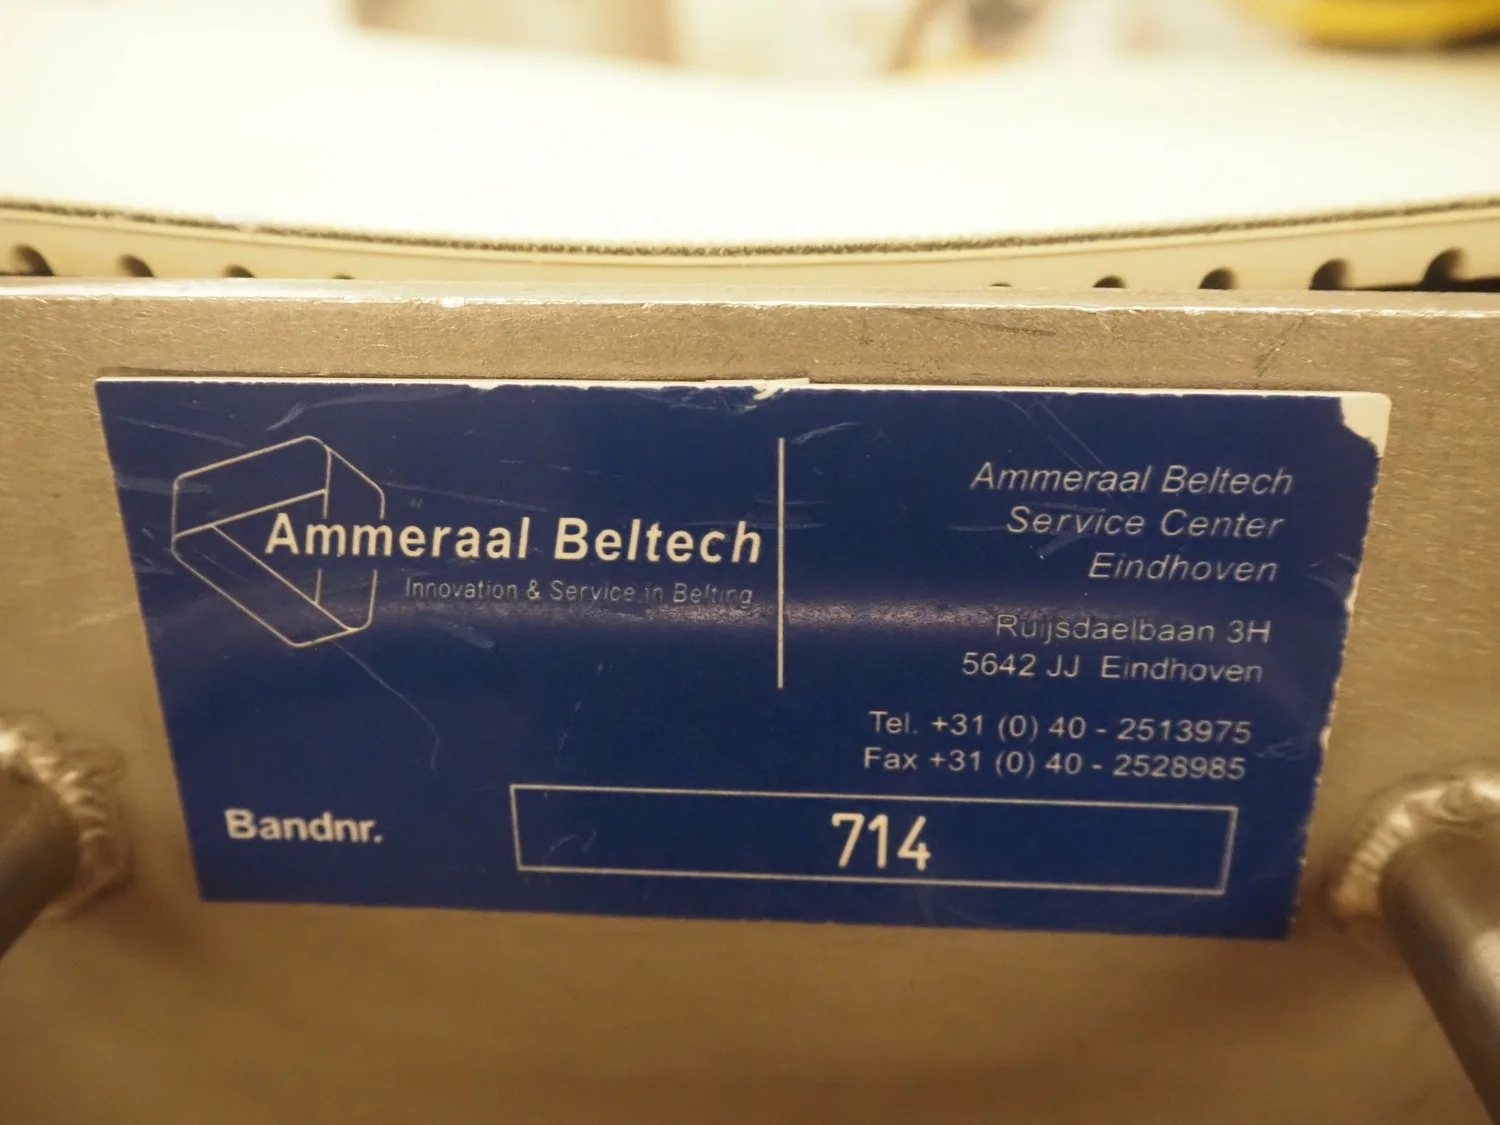 Ammeraal Beltech
Innovation & Service in Belting
Ammeraal Beltech
Service Center
Eindhoven
Ruijsdaelbaan 3H
5642 JJ Eindhoven
Tel. +31 (0) 40 - 2513975
Fax +31 (0) 40 - 2528985
Bandnr.
714